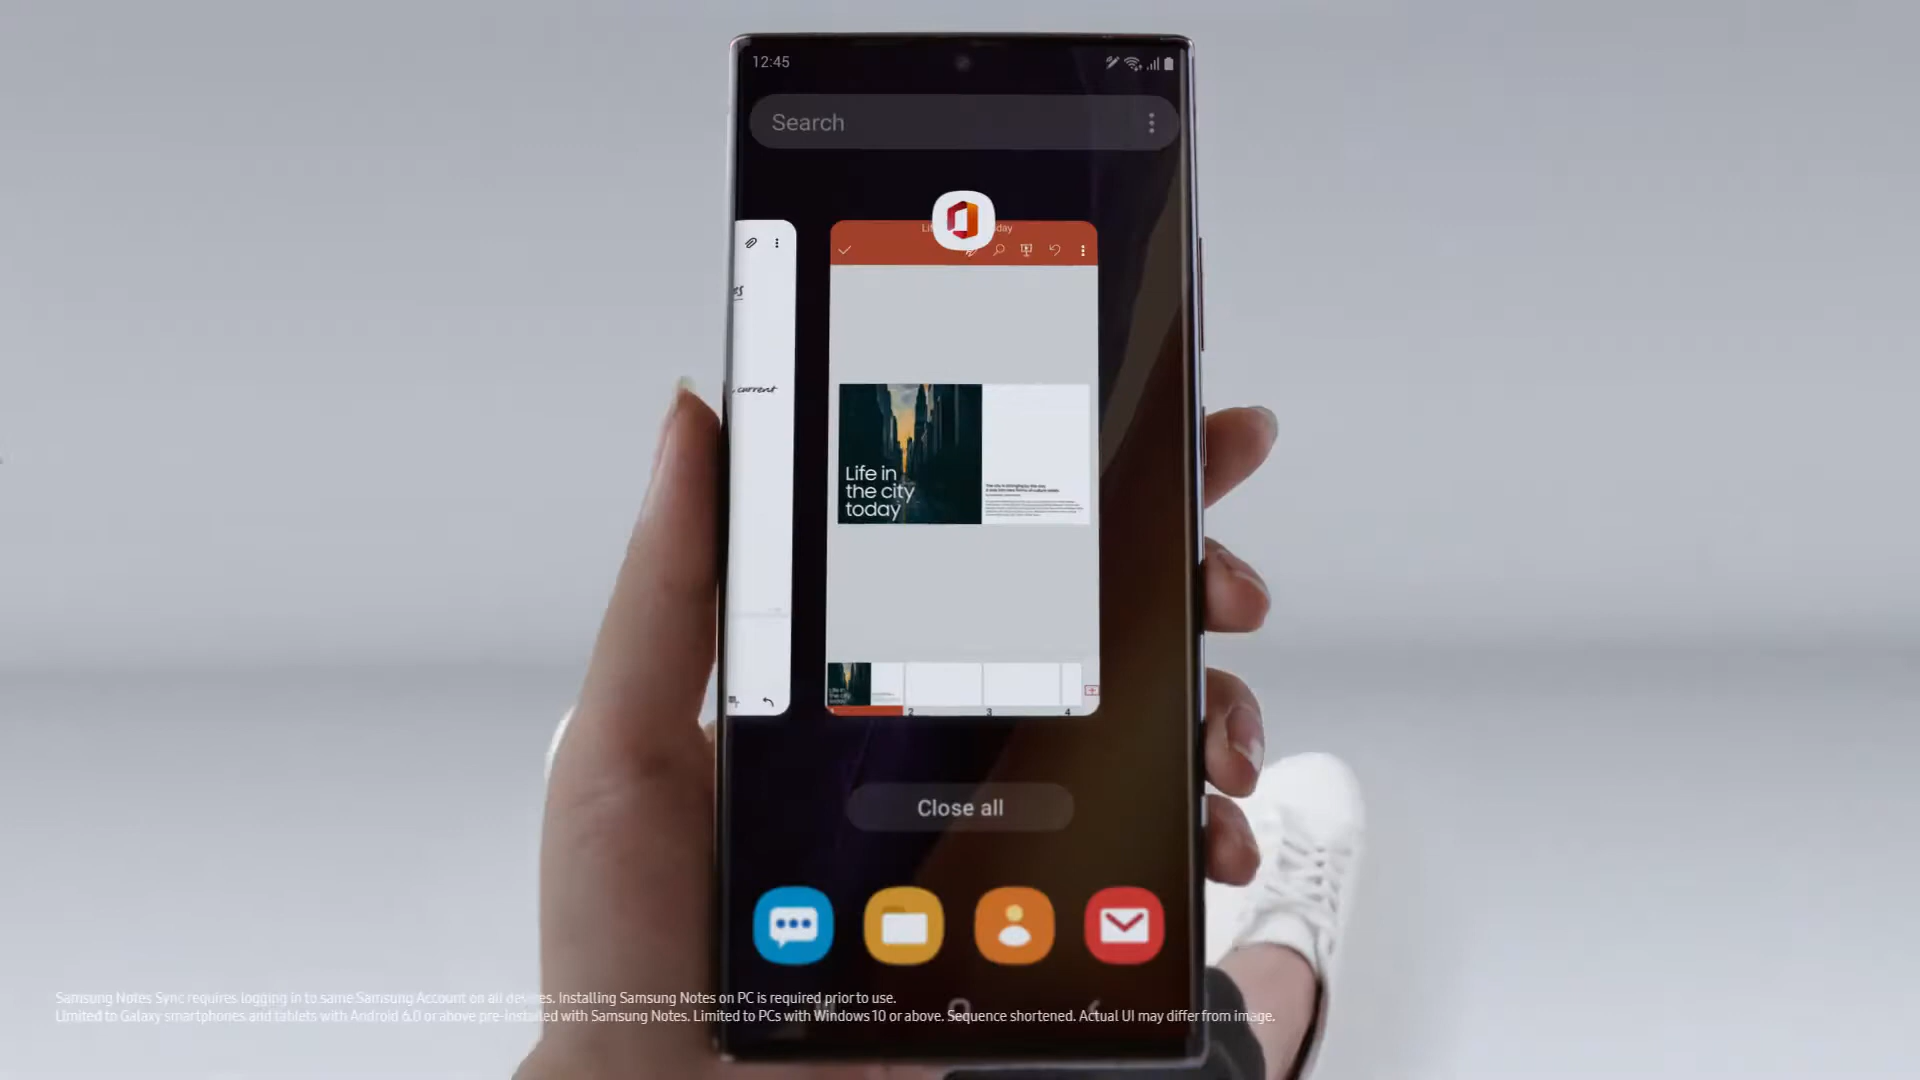 12:45
Search
current
Life in
the city
today
2
3
4
Close all
Samsung Notes Sync requires logging in to same Samsung Account on all devices. Installing Samsung Notes on PC is required prior to use.
Limited to Galaxy smartphones and tablets with Android 6.0 or above pre-installed with Samsung Notes. Limited to PCs with Windows 10 or above. Sequence shortened. Actual UI may differ from image.